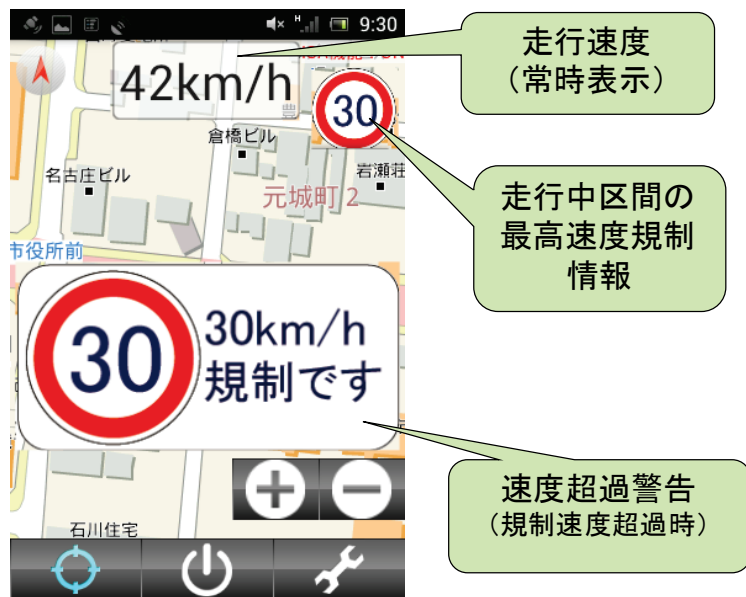 9:30
42km/h
30
倉橋ビル
名古庄ビル
岩瀬荘
元城町2
市役所前
30
30km/h
規制です
石川住宅
走行速度
(常時表示)
走行中区間の
最高速度規制
情報
速度超過警告
(規制速度超過時)